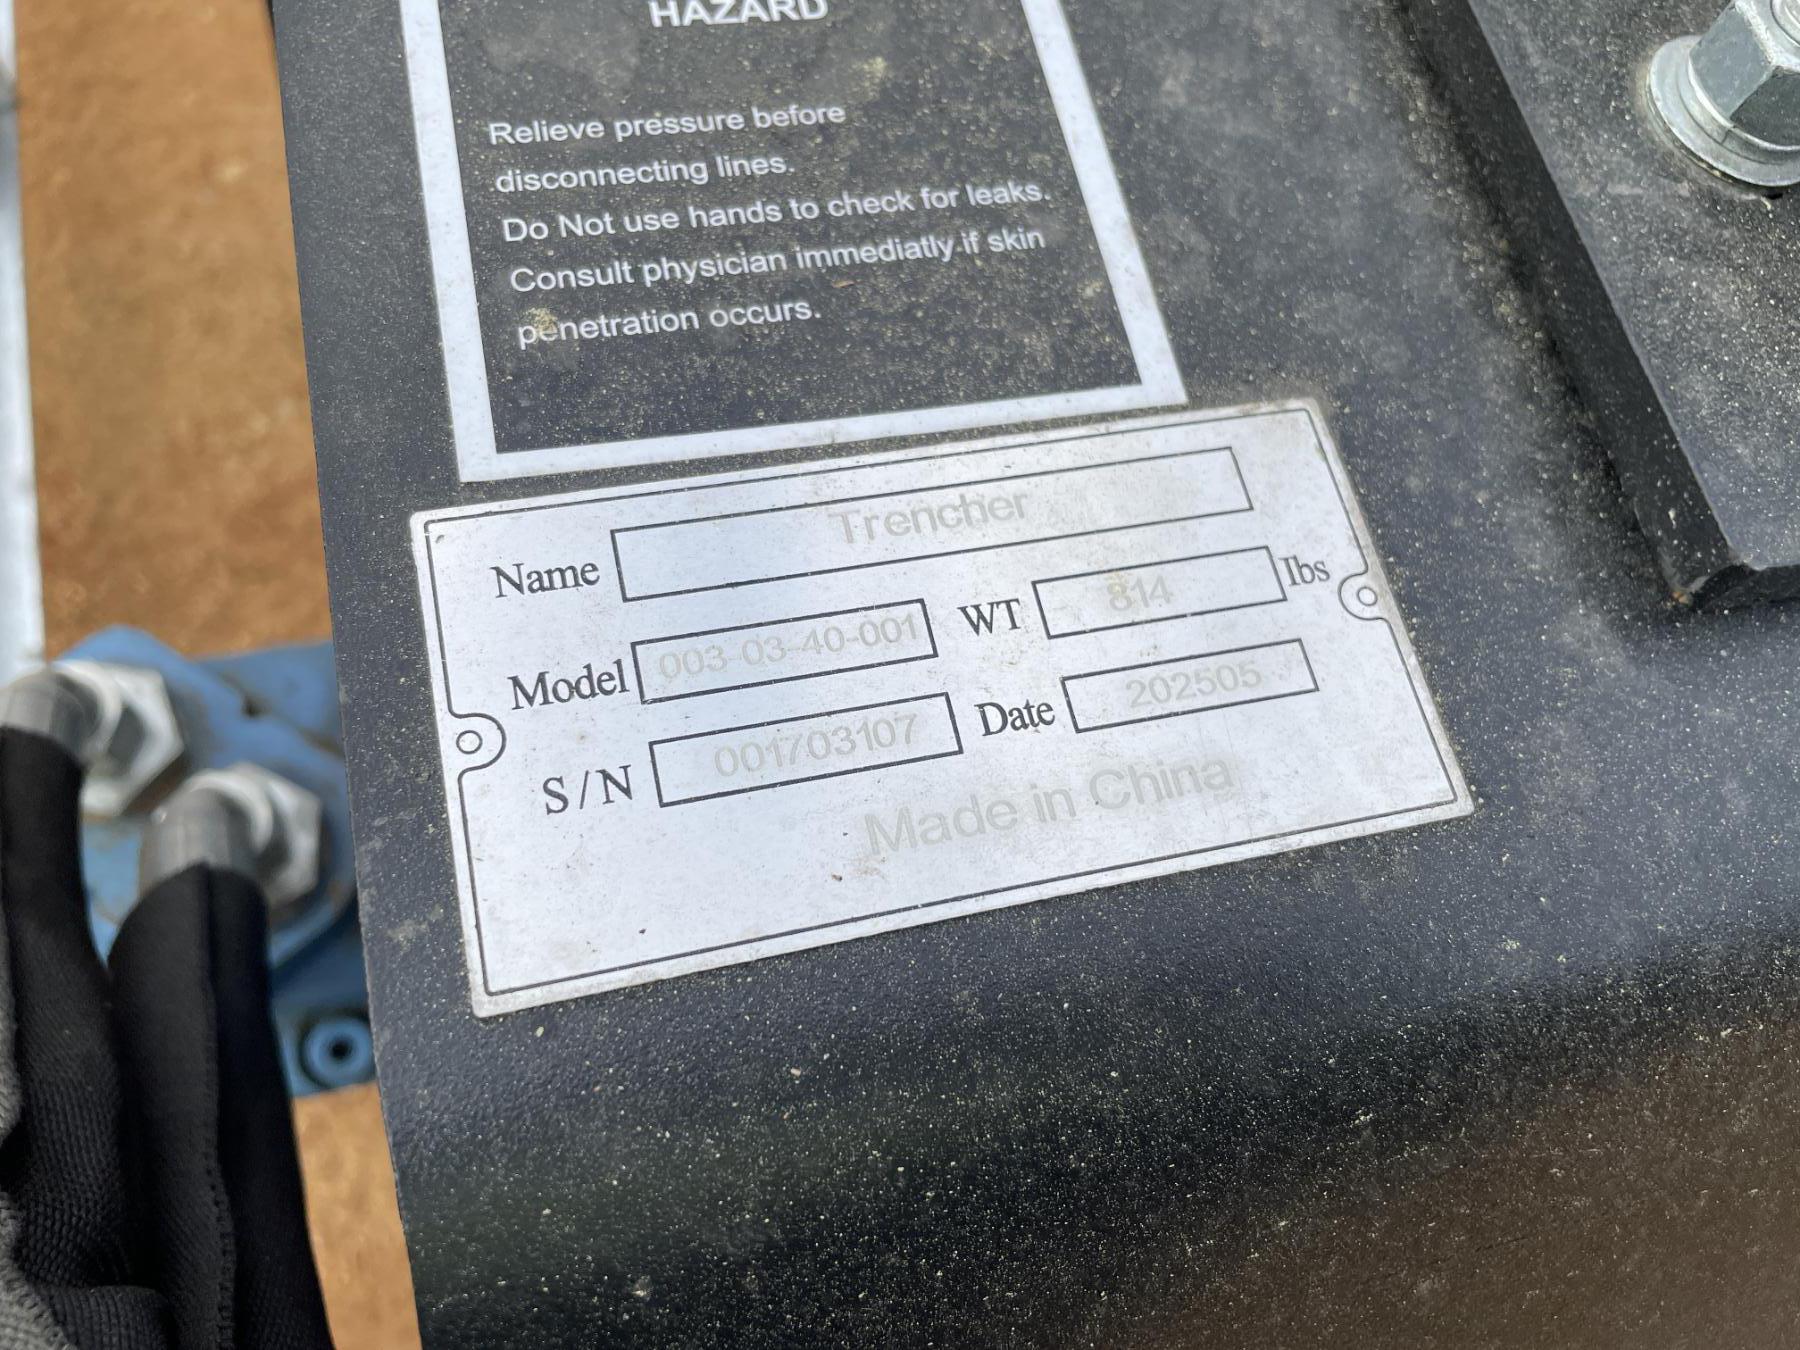 HAZARD
Relieve pressure before
disconnecting lines.
Do Not use hands to check for leaks.
Consult physician immediatly if skin
penetration occurs.
Name Trencher
Model 003-03-40-001 WT 814 lbs
S/N 001703107 Date 202505
Made in China